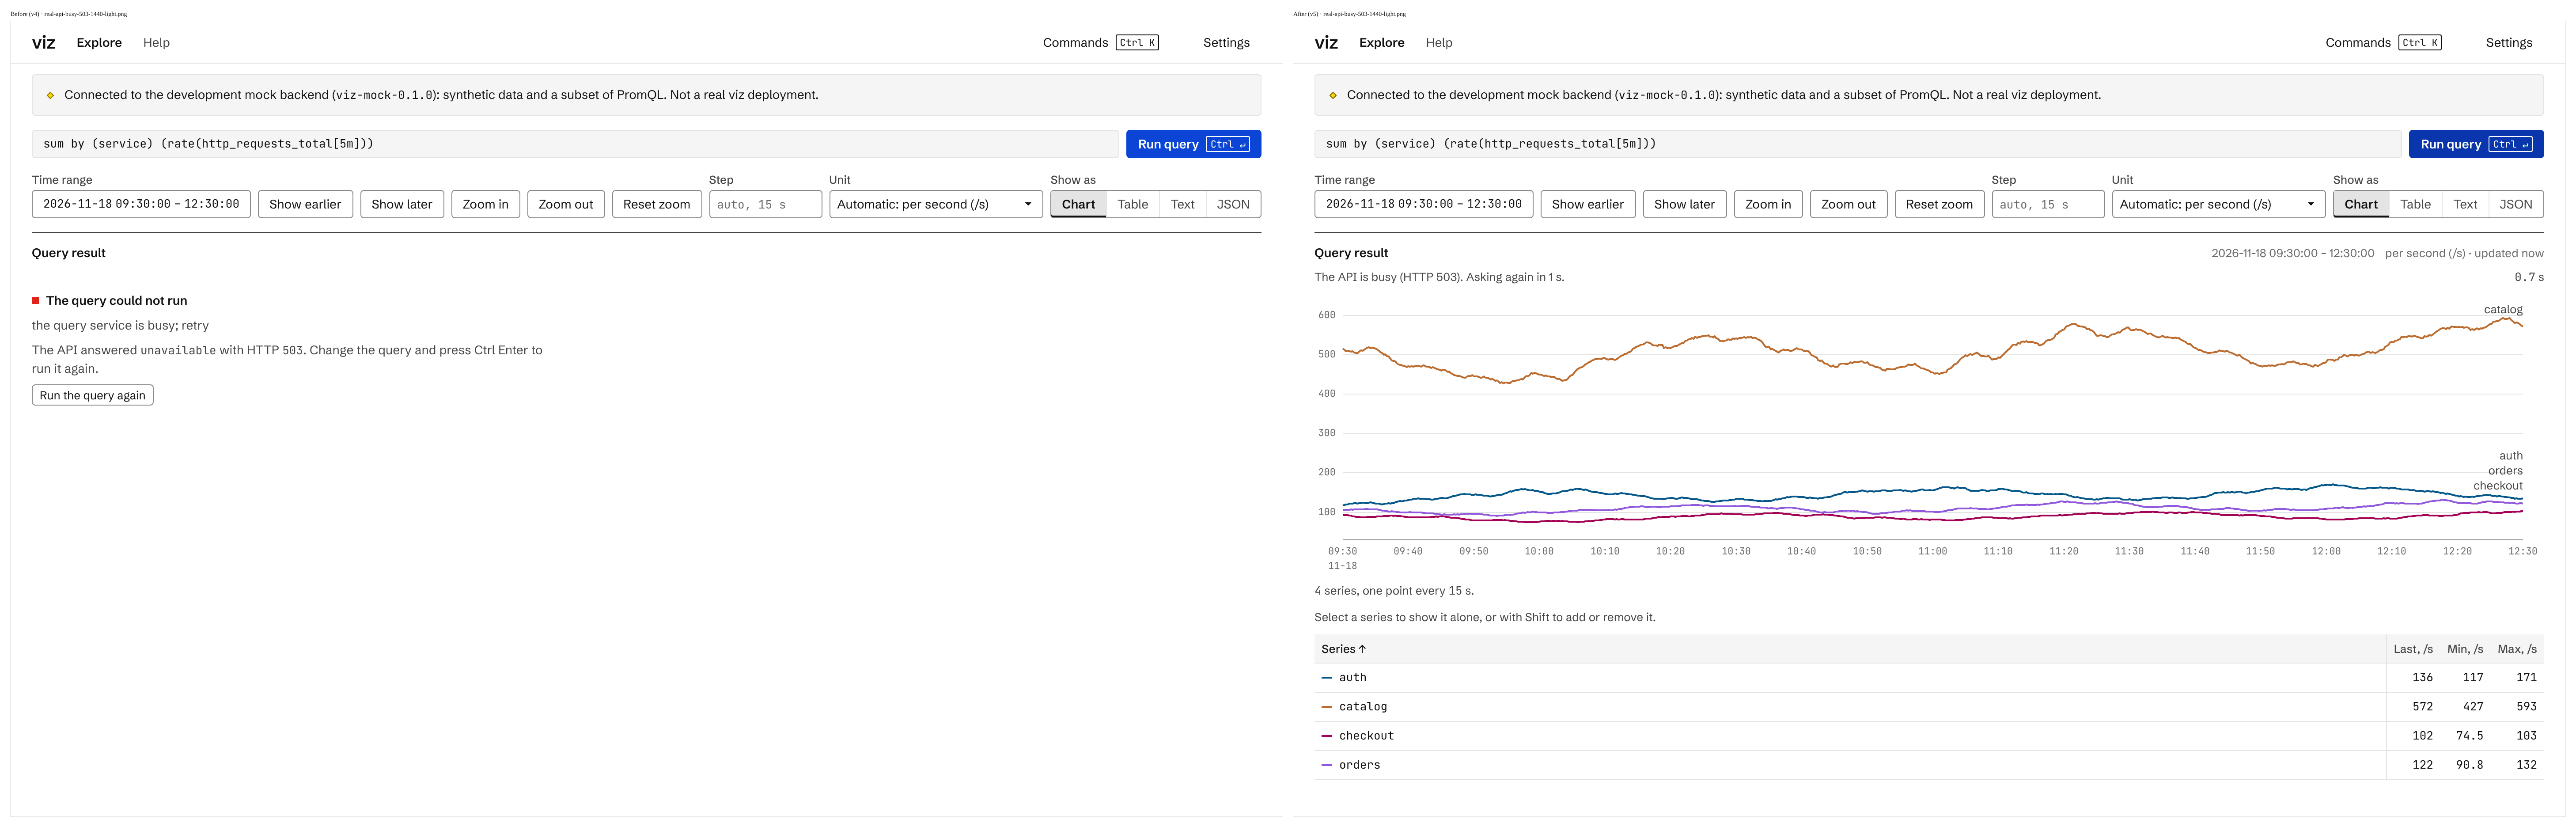 Before (v4) · real-api-busy-503-1440-light.png
viz Explore Help Commands Ctrl K Settings
Connected to the development mock backend (viz-mock-0.1.0): synthetic data and a subset of PromQL. Not a real viz deployment.
sum by (service) (rate(http_requests_total[5m])) Run query Ctrl ↵
Time range Step Unit Show as
2026-11-18 09:30:00 – 12:30:00 Show earlier Show later Zoom in Zoom out Reset zoom auto, 15 s Automatic: per second (/s) Chart Table Text JSON
Query result
The query could not run
the query service is busy; retry
The API answered unavailable with HTTP 503. Change the query and press Ctrl Enter to
run it again.
Run the query again
After (v5) · real-api-busy-503-1440-light.png
viz Explore Help Commands Ctrl K Settings
Connected to the development mock backend (viz-mock-0.1.0): synthetic data and a subset of PromQL. Not a real viz deployment.
sum by (service) (rate(http_requests_total[5m])) Run query Ctrl ↵
Time range Step Unit Show as
2026-11-18 09:30:00 – 12:30:00 Show earlier Show later Zoom in Zoom out Reset zoom auto, 15 s Automatic: per second (/s) Chart Table Text JSON
Query result 2026-11-18 09:30:00 – 12:30:00 per second (/s) · updated now
The API is busy (HTTP 503). Asking again in 1 s. 0.7 s
catalog
600
500
400
300
auth
200 orders
checkout
100
09:30 09:40 09:50 10:00 10:10 10:20 10:30 10:40 10:50 11:00 11:10 11:20 11:30 11:40 11:50 12:00 12:10 12:20 12:30
11-18
4 series, one point every 15 s.
Select a series to show it alone, or with Shift to add or remove it.
Series ↑ Last, /s Min, /s Max, /s
auth 136 117 171
catalog 572 427 593
checkout 102 74.5 103
orders 122 90.8 132